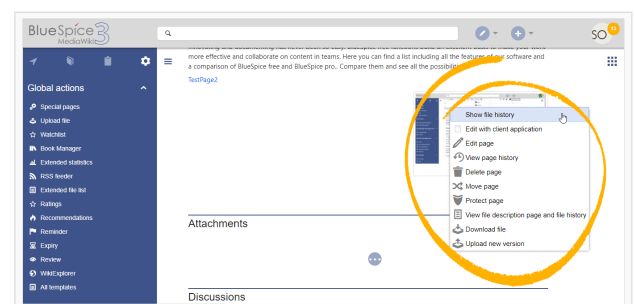 BlueSpice 3
MediaWiki
SO
more effective and collaborate on content in teams. Here you can find a list including all the features of our software and
a comparison of BlueSpice free and BlueSpice pro.. Compare them and see all the possibilities
TestPage2
Global actions
Special pages
Upload file
Watchlist
Book Manager
Extended statistics
RSS feeder
Extended file list
Ratings
Recommendations
Reminder
Expiry
Review
WikiExplorer
All templates
Show file history
Edit with client application
Edit page
View page history
Delete page
Move page
Protect page
View file description page and file history
Download file
Upload new version
Attachments
Discussions